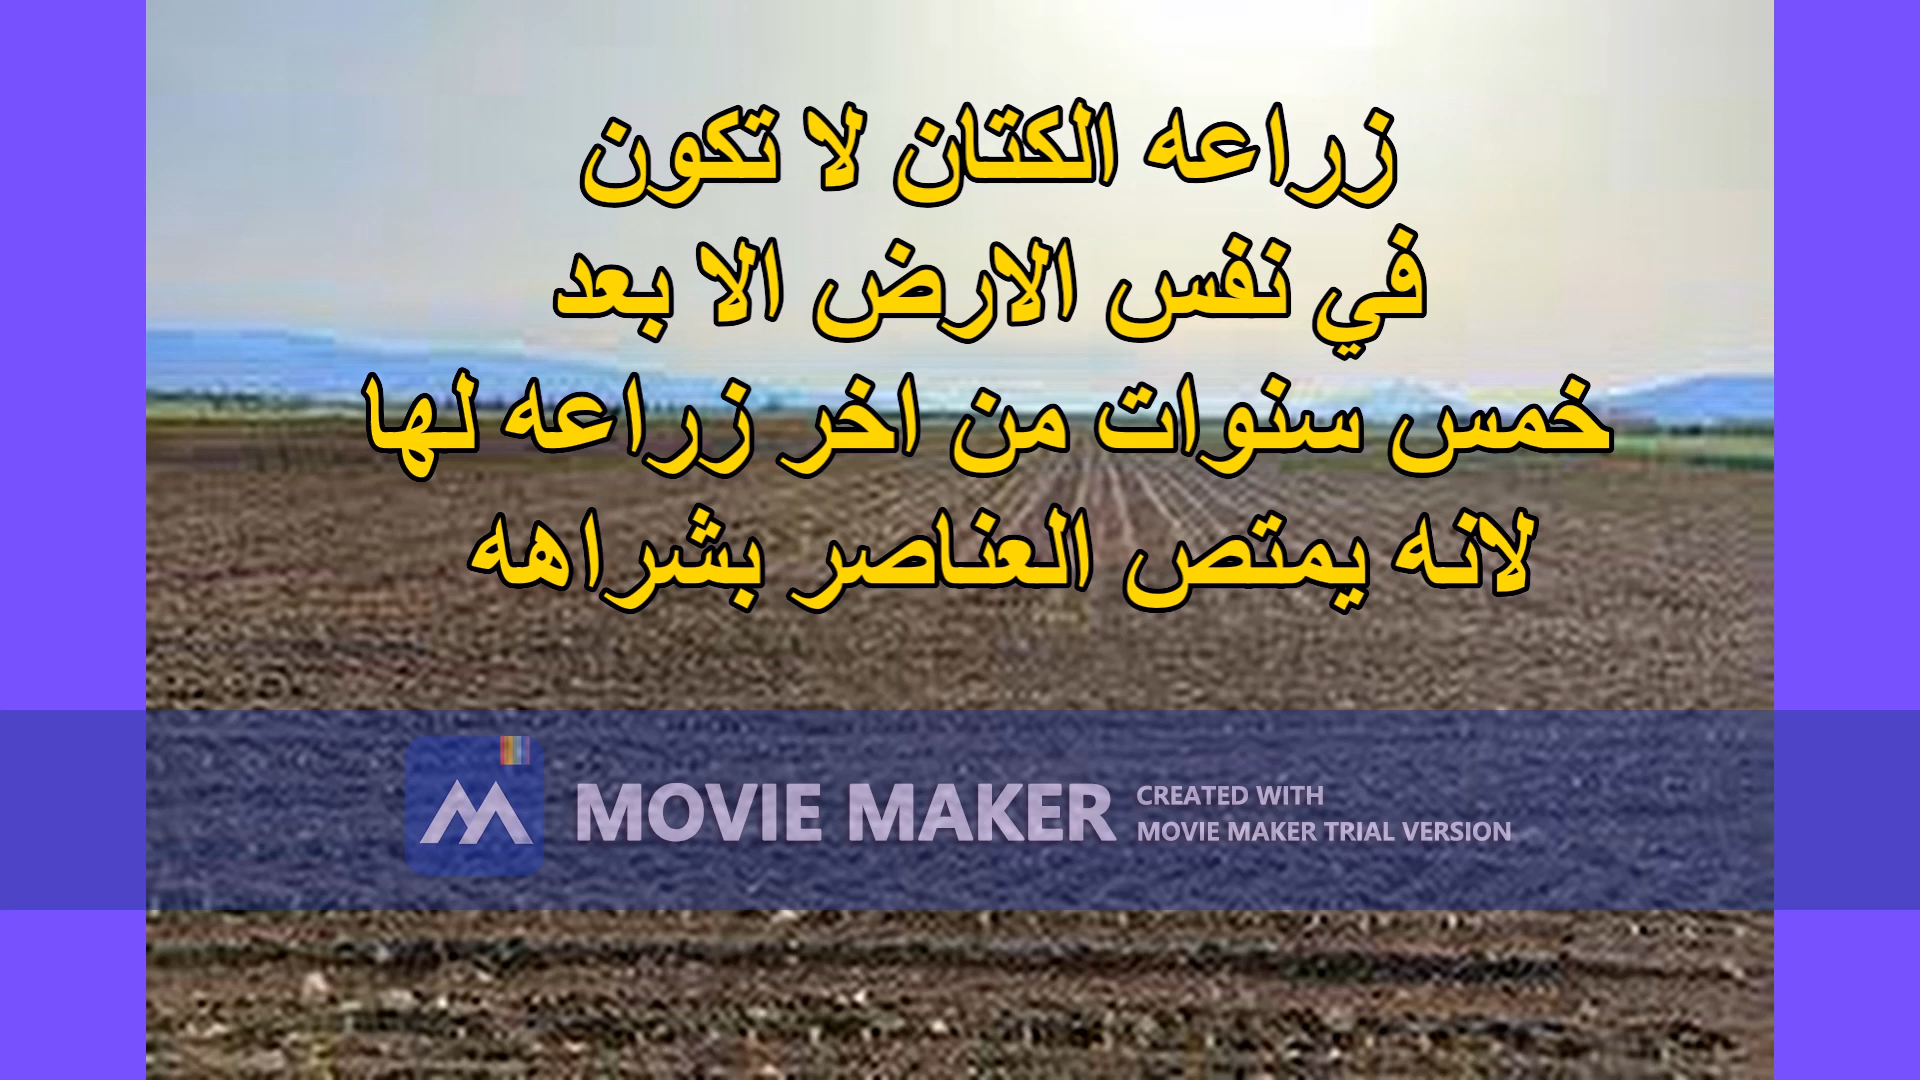 زراعه الكتان لا تكون
في نفس الارض الا بعد
خمس سنوات من اخر زراعه لها
لانه يمتص العناصر بشراهه
MOVIE MAKER
CREATED WITH
MOVIE MAKER TRIAL VERSION